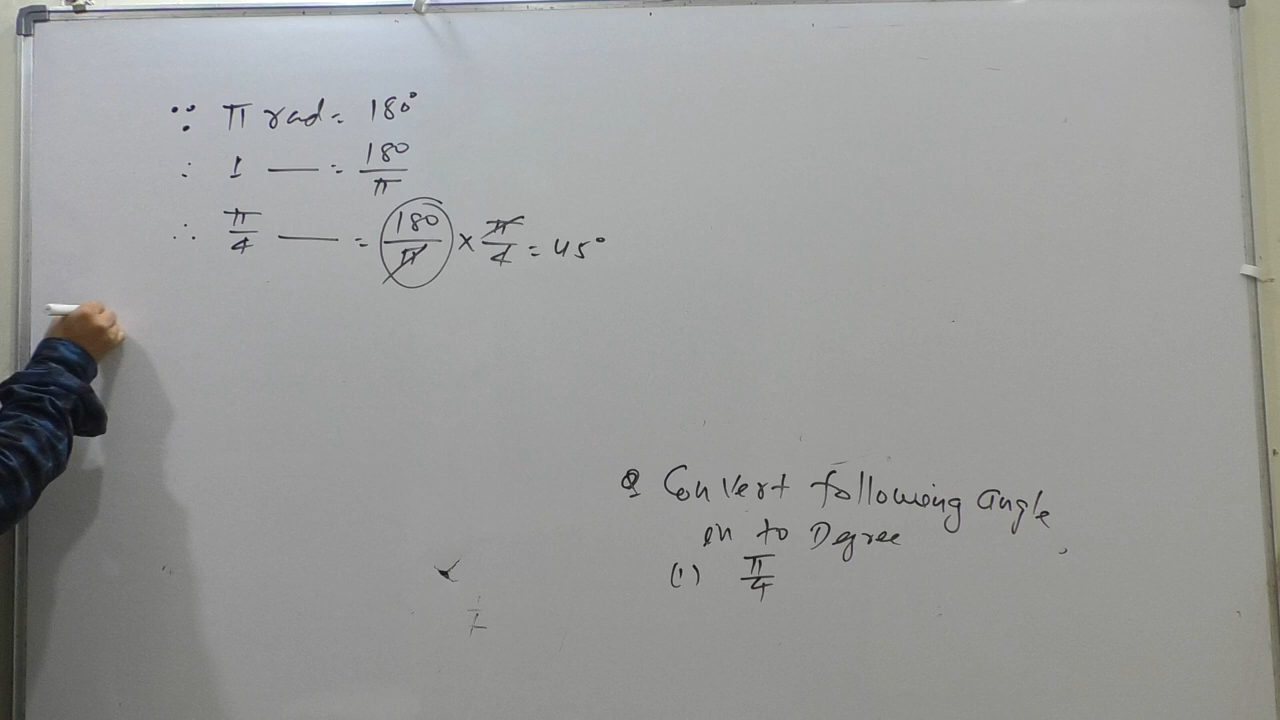 ∵ π rad = 180°
∴ 1 — = 180/π
∴ π/4 — = 180/π × π/4 = 45°
Q Convert following angle
in to Degree
(1) π/4